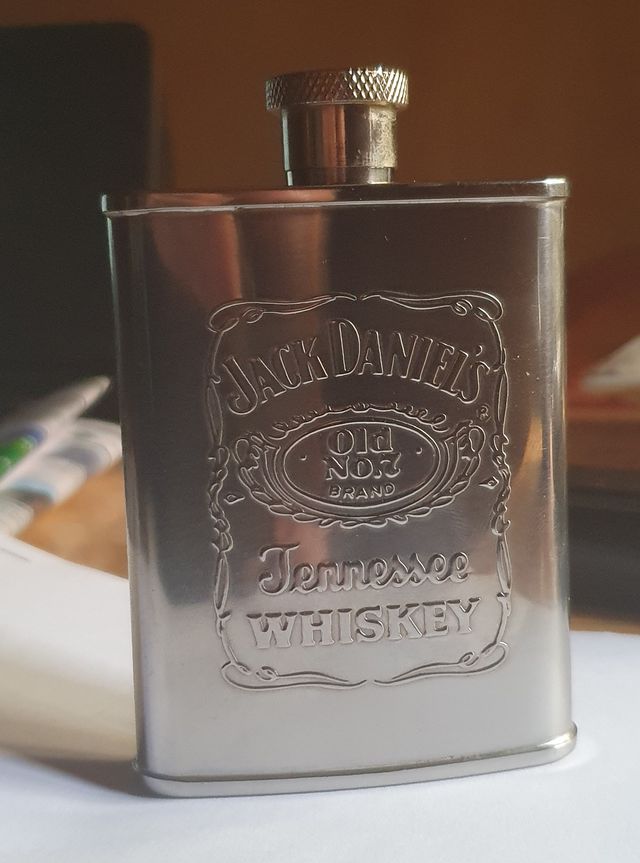 JACK DANIEL'S
Old
NO.7
BRAND
Tennessee
WHISKEY